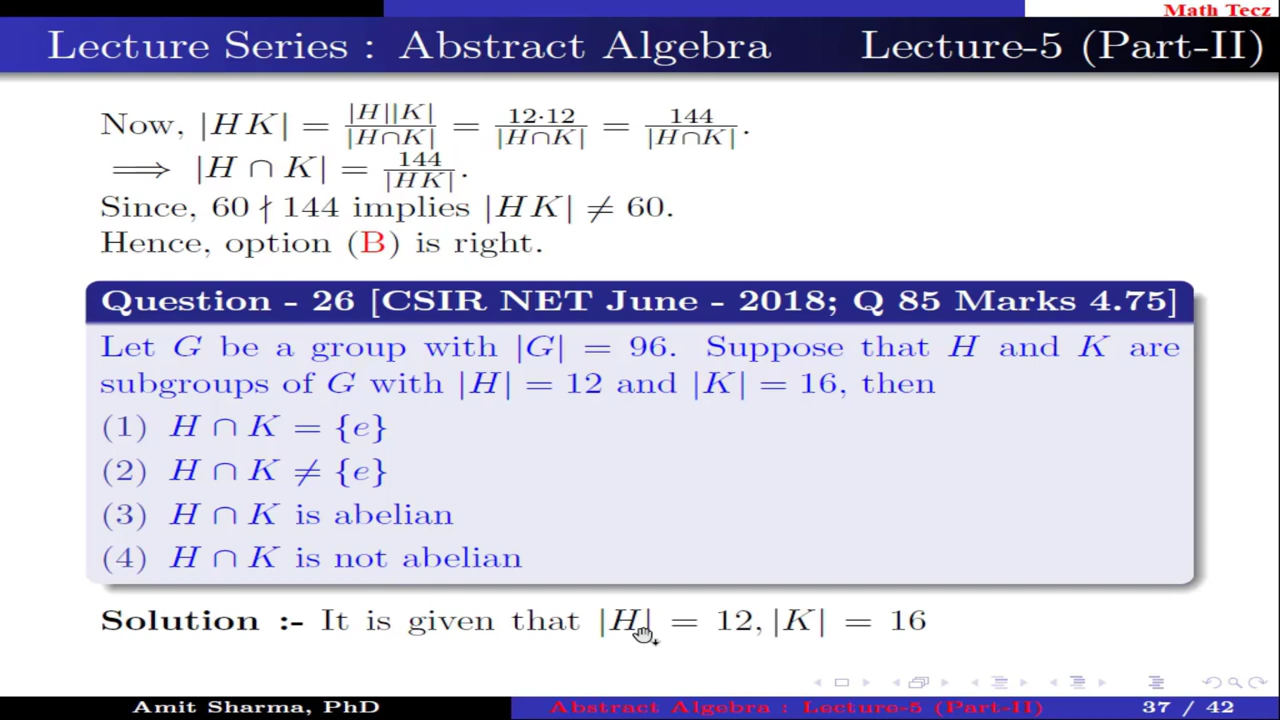 Math Tecz
Lecture Series : Abstract Algebra Lecture-5 (Part-II)
Now, |HK| = |H||K| / |H∩K| = 12·12 / |H∩K| = 144 / |H∩K|.
⟹ |H ∩ K| = 144 / |HK|.
Since, 60 ∤ 144 implies |HK| ≠ 60.
Hence, option (B) is right.
Question - 26 [CSIR NET June - 2018; Q 85 Marks 4.75]
Let G be a group with |G| = 96. Suppose that H and K are
subgroups of G with |H| = 12 and |K| = 16, then
(1) H ∩ K = {e}
(2) H ∩ K ≠ {e}
(3) H ∩ K is abelian
(4) H ∩ K is not abelian
Solution :- It is given that |H| = 12, |K| = 16
Amit Sharma, PhD Abstract Algebra : Lecture-5 (Part-II) 37 / 42